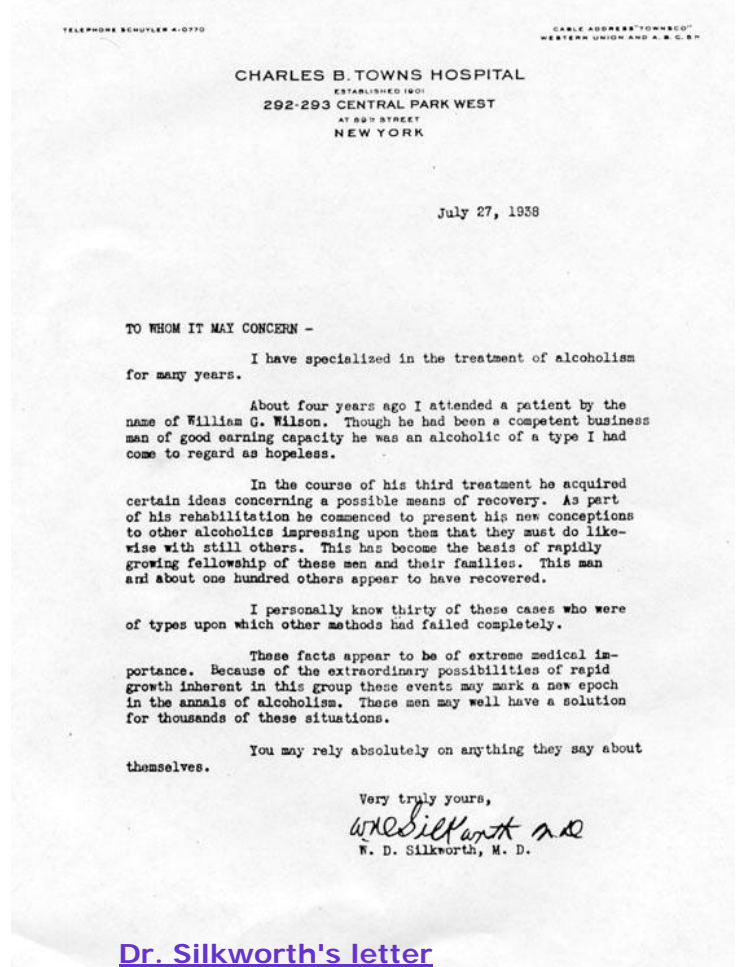 TELEPHONE SCHUYLER 4-0770
CABLE ADDRESS "TOWNSCO"
WESTERN UNION AND A. B. C. 5TH
CHARLES B. TOWNS HOSPITAL
ESTABLISHED 1901
292-293 CENTRAL PARK WEST
AT 89TH STREET
NEW YORK
July 27, 1938
TO WHOM IT MAY CONCERN -
I have specialized in the treatment of alcoholism
for many years.
About four years ago I attended a patient by the
name of William G. Wilson. Though he had been a competent business
man of good earning capacity he was an alcoholic of a type I had
come to regard as hopeless.
In the course of his third treatment he acquired
certain ideas concerning a possible means of recovery. As part
of his rehabilitation he commenced to present his new conceptions
to other alcoholics impressing upon them that they must do like-
wise with still others. This has become the basis of rapidly
growing fellowship of these men and their families. This man
and about one hundred others appear to have recovered.
I personally know thirty of these cases who were
of types upon which other methods had failed completely.
These facts appear to be of extreme medical im-
portance. Because of the extraordinary possibilities of rapid
growth inherent in this group these events may mark a new epoch
in the annals of alcoholism. These men may well have a solution
for thousands of these situations.
You may rely absolutely on anything they say about
themselves.
Very truly yours,
WD Silkworth MD
W. D. Silkworth, M. D.
Dr. Silkworth's letter